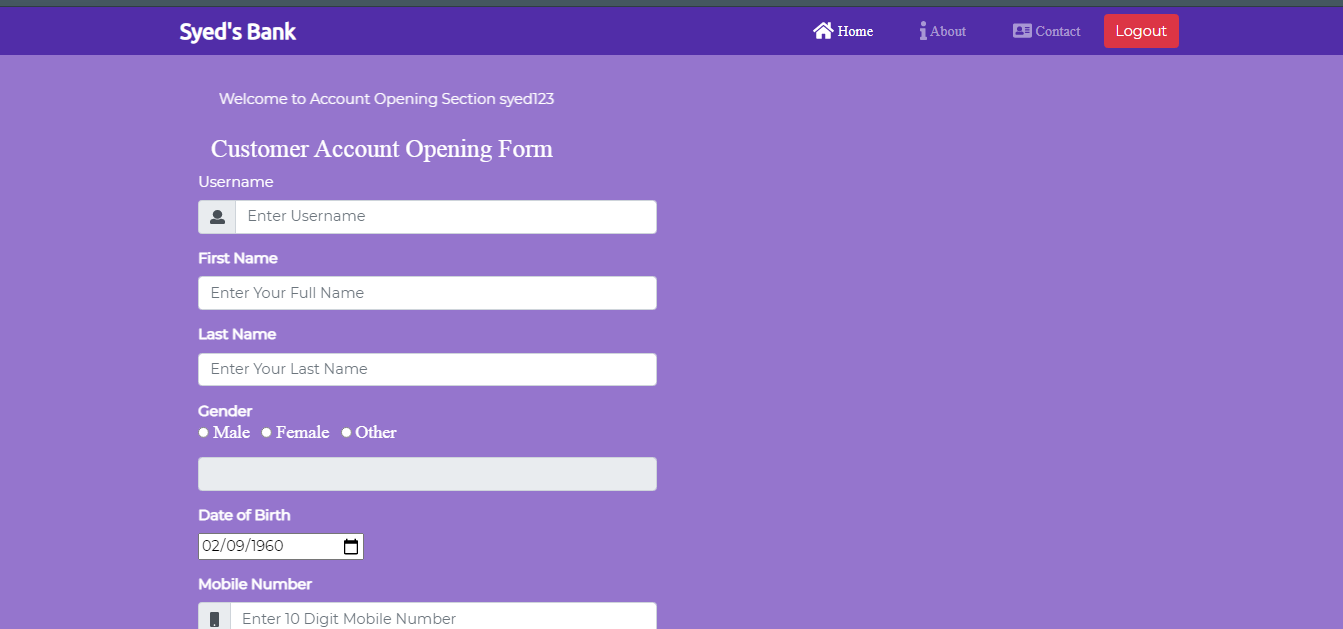 Syed's Bank Home About Contact Logout
Welcome to Account Opening Section syed123
Customer Account Opening Form
Username
Enter Username
First Name
Enter Your Full Name
Last Name
Enter Your Last Name
Gender
Male Female Other
Date of Birth
02/09/1960
Mobile Number
Enter 10 Digit Mobile Number